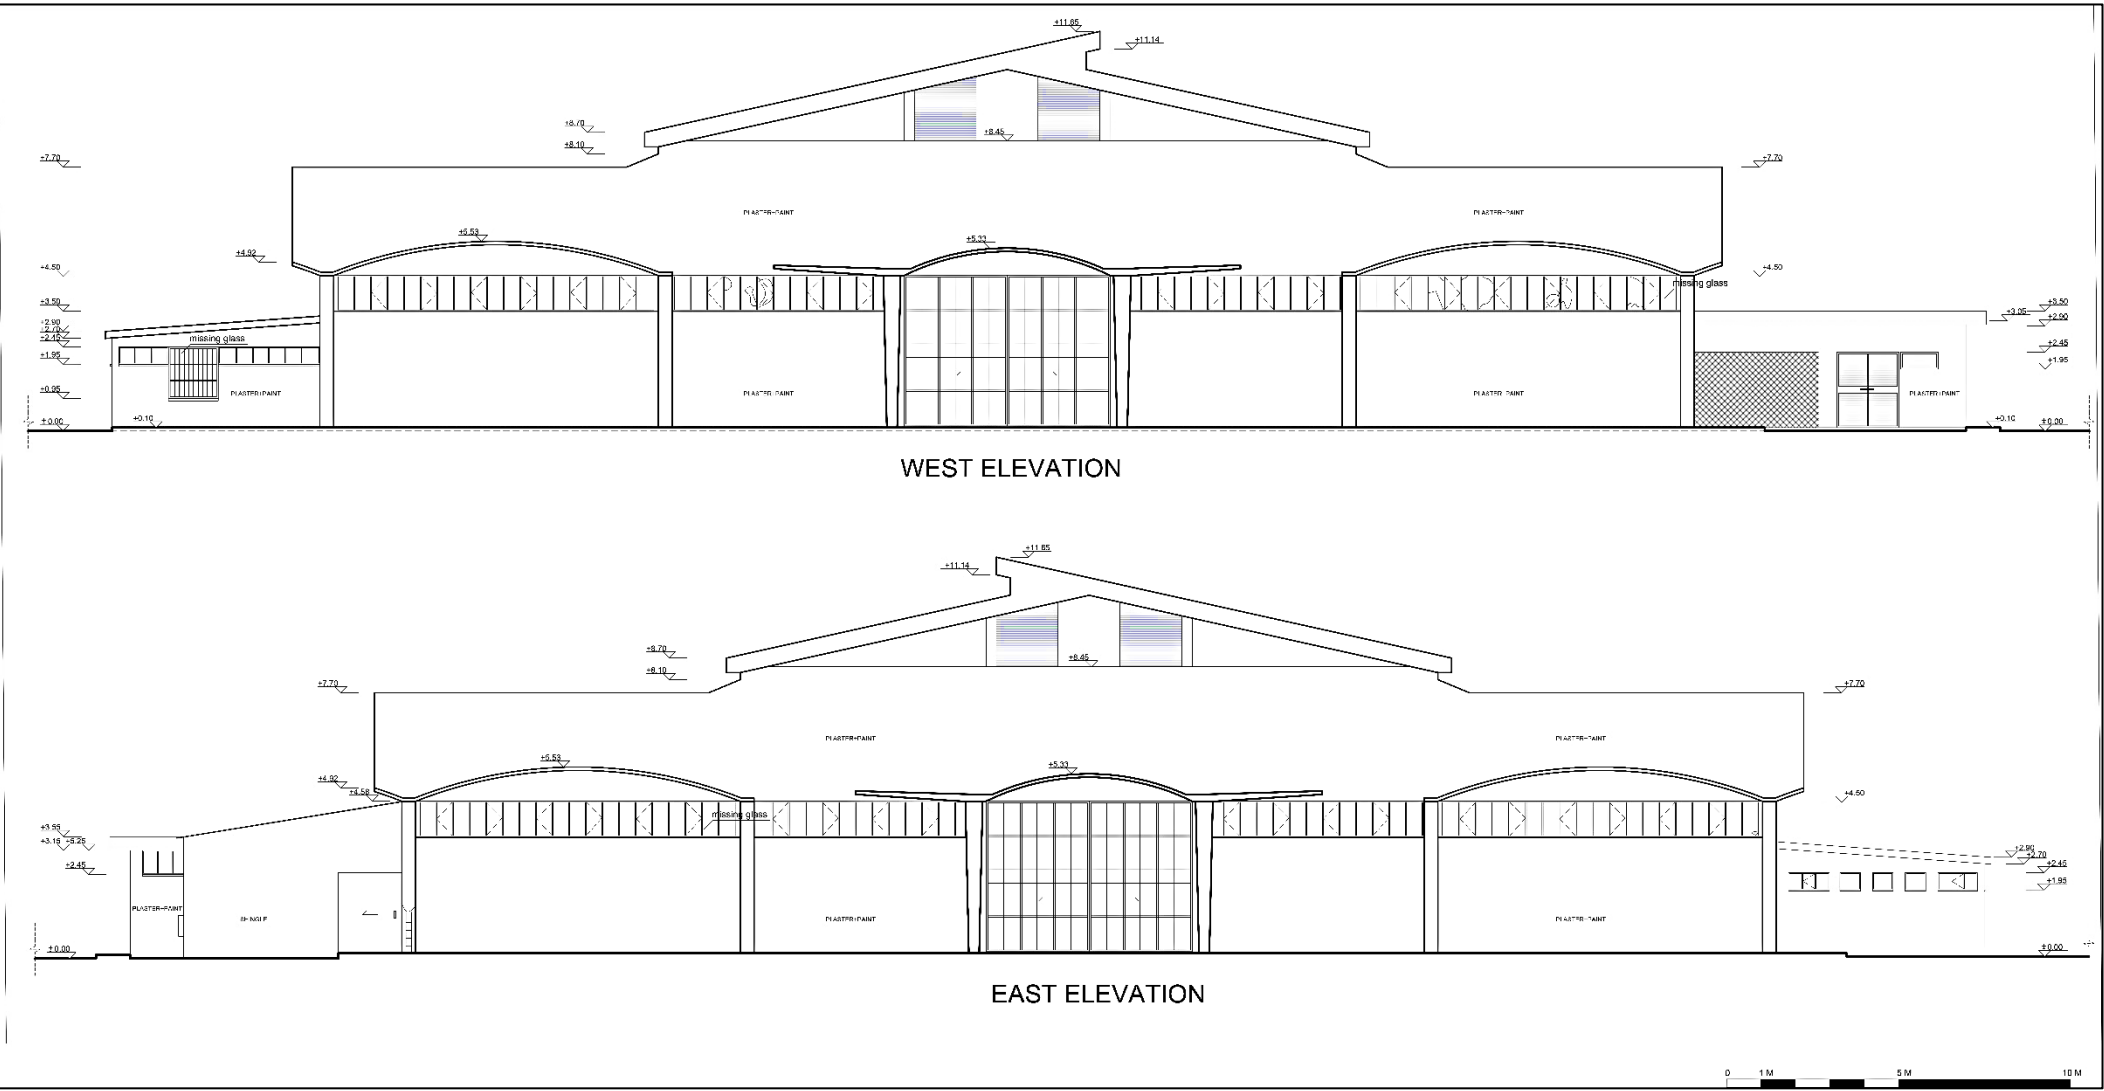 +11.65
+11.14
+8.70
+8.45
+8.10
+7.70
+7.70
PLASTER+PAINT
PLASTER+PAINT
+5.53
+5.33
+4.92
+4.50
+4.50
missing glass
+3.50
+3.50
+3.05
+2.90
+2.90
+2.70
+2.45
missing glass
+2.45
+1.95
+1.95
+0.95
PLASTER+PAINT
PLASTER+PAINT
PLASTER+PAINT
PLASTER+PAINT
±0.00
+0.10
+0.10
±0.00
WEST ELEVATION
+11.65
+11.14
+8.70
+8.45
+8.10
+7.70
+7.70
PLASTER+PAINT
PLASTER+PAINT
+5.53
+5.33
+4.92
+4.58
+4.50
missing glass
+3.55
+3.15
+2.90
+2.70
+2.45
+2.45
+1.95
PLASTER+PAINT
SHINGLE
PLASTER+PAINT
PLASTER+PAINT
±0.00
±0.00
EAST ELEVATION
0 1 M 5 M 10 M